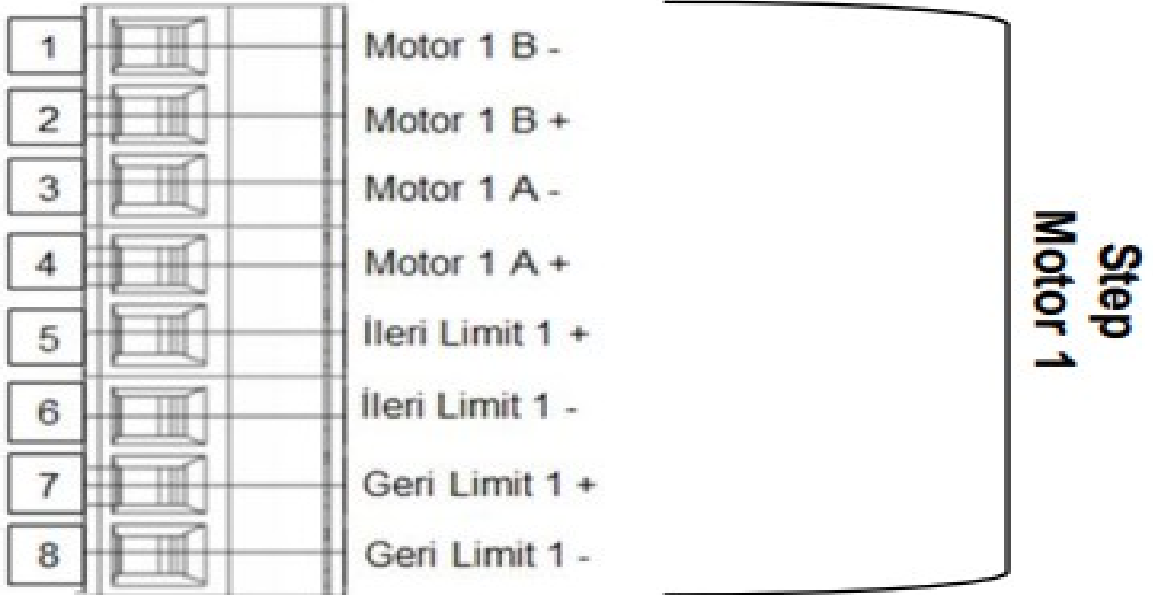 1 Motor 1 B -
2 Motor 1 B +
3 Motor 1 A -
4 Motor 1 A +
5 İleri Limit 1 +
6 İleri Limit 1 -
7 Geri Limit 1 +
8 Geri Limit 1 -
Step
Motor 1